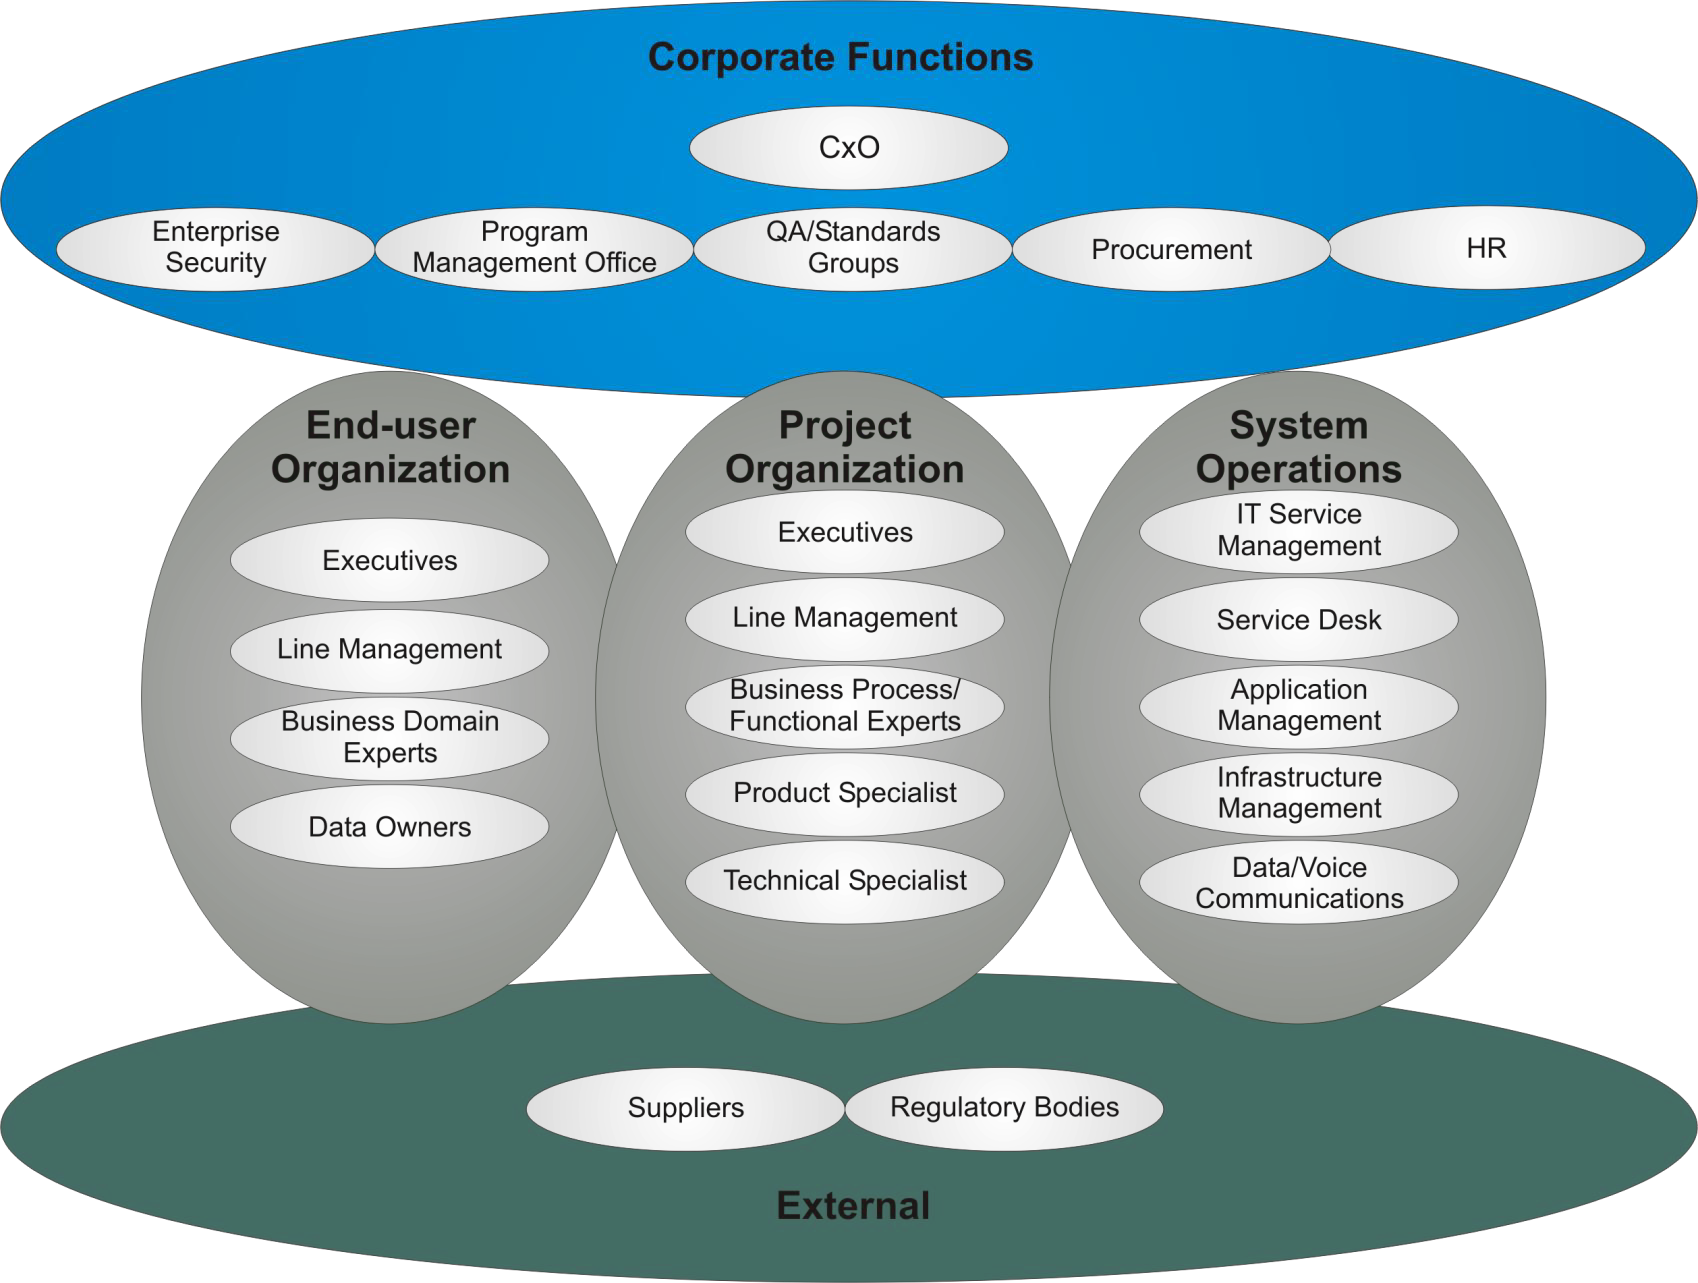 Corporate Functions
CxO
Enterprise
Security
Program
Management Office
QA/Standards
Groups
Procurement
HR
End-user
Organization
Executives
Line Management
Business Domain
Experts
Data Owners
Project
Organization
Executives
Line Management
Business Process/
Functional Experts
Product Specialist
Technical Specialist
System
Operations
IT Service
Management
Service Desk
Application
Management
Infrastructure
Management
Data/Voice
Communications
Suppliers
Regulatory Bodies
External